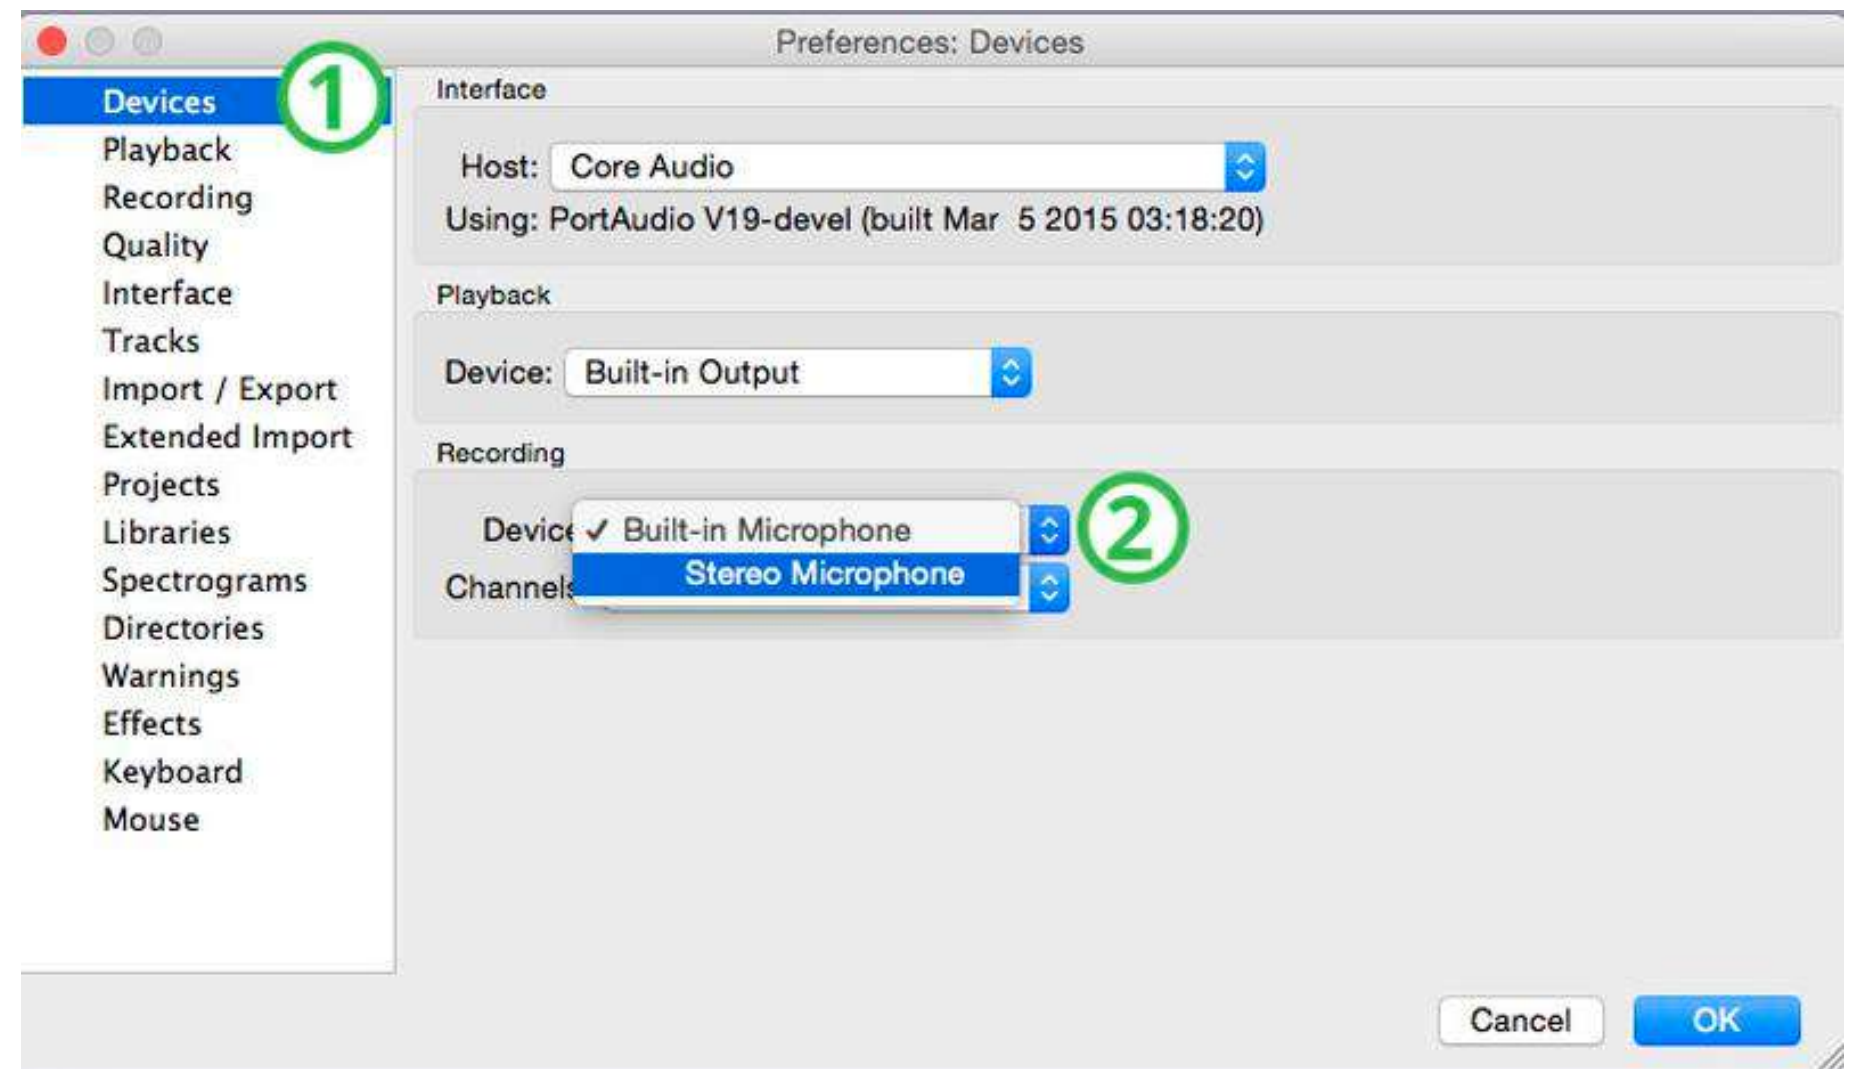 Preferences: Devices
1
Devices
Playback
Recording
Quality
Interface
Tracks
Import / Export
Extended Import
Projects
Libraries
Spectrograms
Directories
Warnings
Effects
Keyboard
Mouse
Interface
Host: Core Audio
Using: PortAudio V19-devel (built Mar  5 2015 03:18:20)
Playback
Device: Built-in Output
Recording
Device ✓ Built-in Microphone
2
Stereo Microphone
Channels
Cancel OK